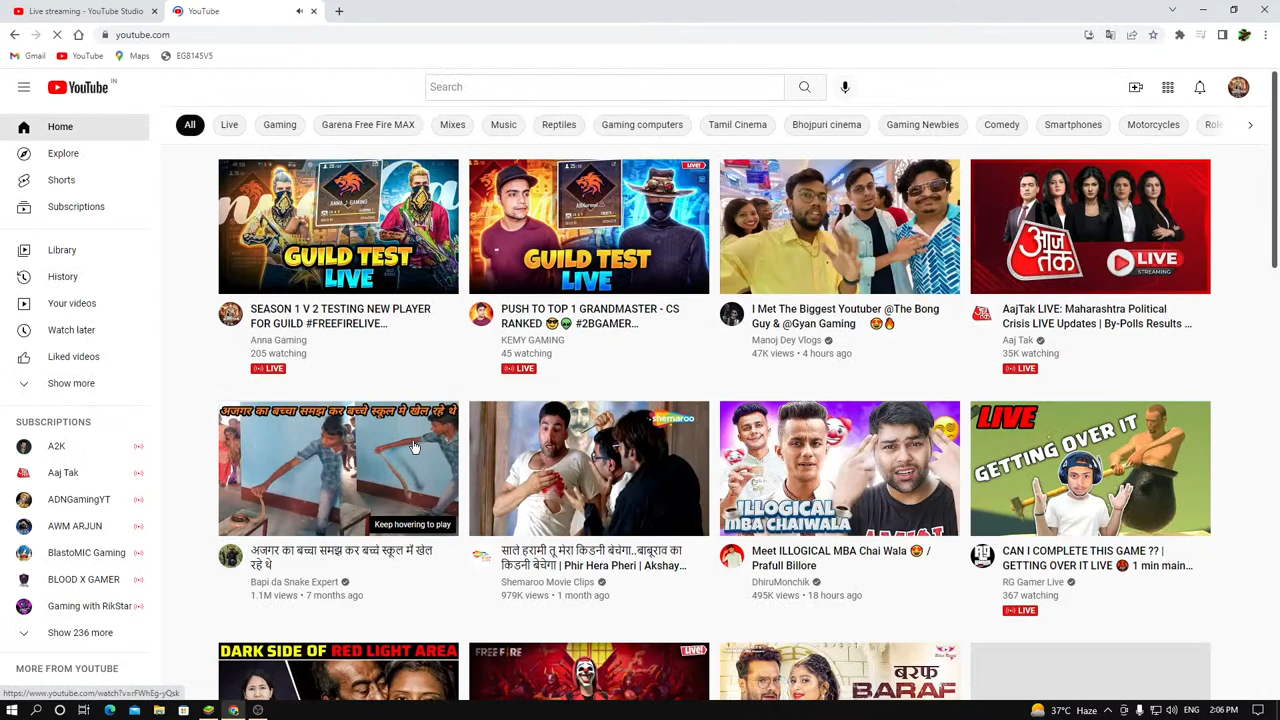 Live streaming - YouTube Studio
YouTube
youtube.com
Gmail YouTube Maps EG8145V5
YouTube IN
Search
Home
Explore
Shorts
Subscriptions
Library
History
Your videos
Watch later
Liked videos
Show more
SUBSCRIPTIONS
A2K
Aaj Tak
ADNGamingYT
AWM ARJUN
BlastoMIC Gaming
BLOOD X GAMER
Gaming with RikStar
Show 236 more
MORE FROM YOUTUBE
All Live Gaming Garena Free Fire MAX Mixes Music Reptiles Gaming computers Tamil Cinema Bhojpuri cinema Gaming Newbies Comedy Smartphones Motorcycles Role
GUILD TEST
LIVE
SEASON 1 V 2 TESTING NEW PLAYER
FOR GUILD #FREEFIRELIVE...
Anna Gaming
205 watching
LIVE
LIVE!
GUILD TEST
LIVE
PUSH TO TOP 1 GRANDMASTER - CS
RANKED 😎👽 #2BGAMER...
KEMY GAMING
45 watching
LIVE
I Met The Biggest Youtuber @The Bong
Guy & @Gyan Gaming 🤩🔥
Manoj Dey Vlogs
47K views • 4 hours ago
आज
तक
LIVE
STREAMING
AajTak LIVE: Maharashtra Political
Crisis LIVE Updates | By-Polls Results ...
Aaj Tak
35K watching
LIVE
अजगर का बच्चा समझ कर बच्चे स्कूल मे खेल रहे थे
Keep hovering to play
अजगर का बच्चा समझ कर बच्चे स्कूल में खेल
रहे थे
Bapi da Snake Expert
1.1M views • 7 months ago
shemaroo
साले हरामी तू मेरा किडनी बेचेगा..बाबूराव का
किडनी बेचेगा | Phir Hera Pheri | Akshay...
Shemaroo Movie Clips
979K views • 1 month ago
ILLOGICAL
MBA CHAIWALA
Meet ILLOGICAL MBA Chai Wala 🤩 /
Prafull Billore
DhiruMonchik
495K views • 18 hours ago
LIVE
GETTING OVER IT
CAN I COMPLETE THIS GAME ?? |
GETTING OVER IT LIVE 😡 1 min main...
RG Gamer Live
367 watching
LIVE
DARK SIDE OF RED LIGHT AREA
FREE FIRE
LIVE!
बरफ
BARAF
https://www.youtube.com/watch?v=rFWhEg-yQsk
37°C Haze
ENG
2:06 PM